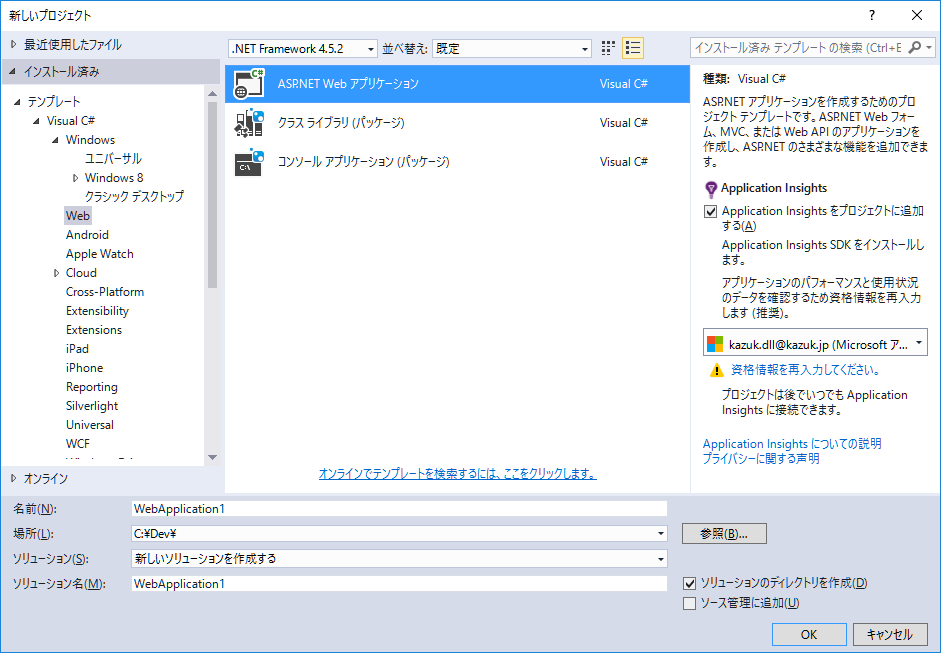 新しいプロジェクト
?
最近使用したファイル
.NET Framework 4.5.2
並べ替え:
既定
インストール済み テンプレート の検索 (Ctrl+E
インストール済み
テンプレート
Visual C#
Windows
ユニバーサル
Windows 8
クラシック デスクトップ
Web
Android
Apple Watch
Cloud
Cross-Platform
Extensibility
Extensions
iPad
iPhone
Reporting
Silverlight
Universal
WCF
オンライン
ASP.NET Web アプリケーション
Visual C#
クラス ライブラリ (パッケージ)
Visual C#
コンソール アプリケーション (パッケージ)
Visual C#
オンラインでテンプレートを検索するには、ここをクリックします。
種類: Visual C#
ASP.NET アプリケーションを作成するためのプロ
ジェクト テンプレートです。ASP.NET Web フォー
ム、MVC、または Web API のアプリケーションを
作成し、ASP.NET のさまざまな機能を追加できま
す。
Application Insights
Application Insights をプロジェクトに追加
する(A)
Application Insights SDK をインストールし
ます。
アプリケーションのパフォーマンスと使用状況
のデータを確認するため資格情報を再入力
します (推奨)。
kazuk.dll@kazuk.jp (Microsoft ア...
資格情報を再入力してください。
プロジェクトは後でいつでも Application
Insights に接続できます。
Application Insights についての説明
プライバシーに関する声明
名前(N):
WebApplication1
場所(L):
C:¥Dev¥
参照(B)...
ソリューション(S):
新しいソリューションを作成する
ソリューション名(M):
WebApplication1
ソリューションのディレクトリを作成(D)
ソース管理に追加(U)
OK
キャンセル